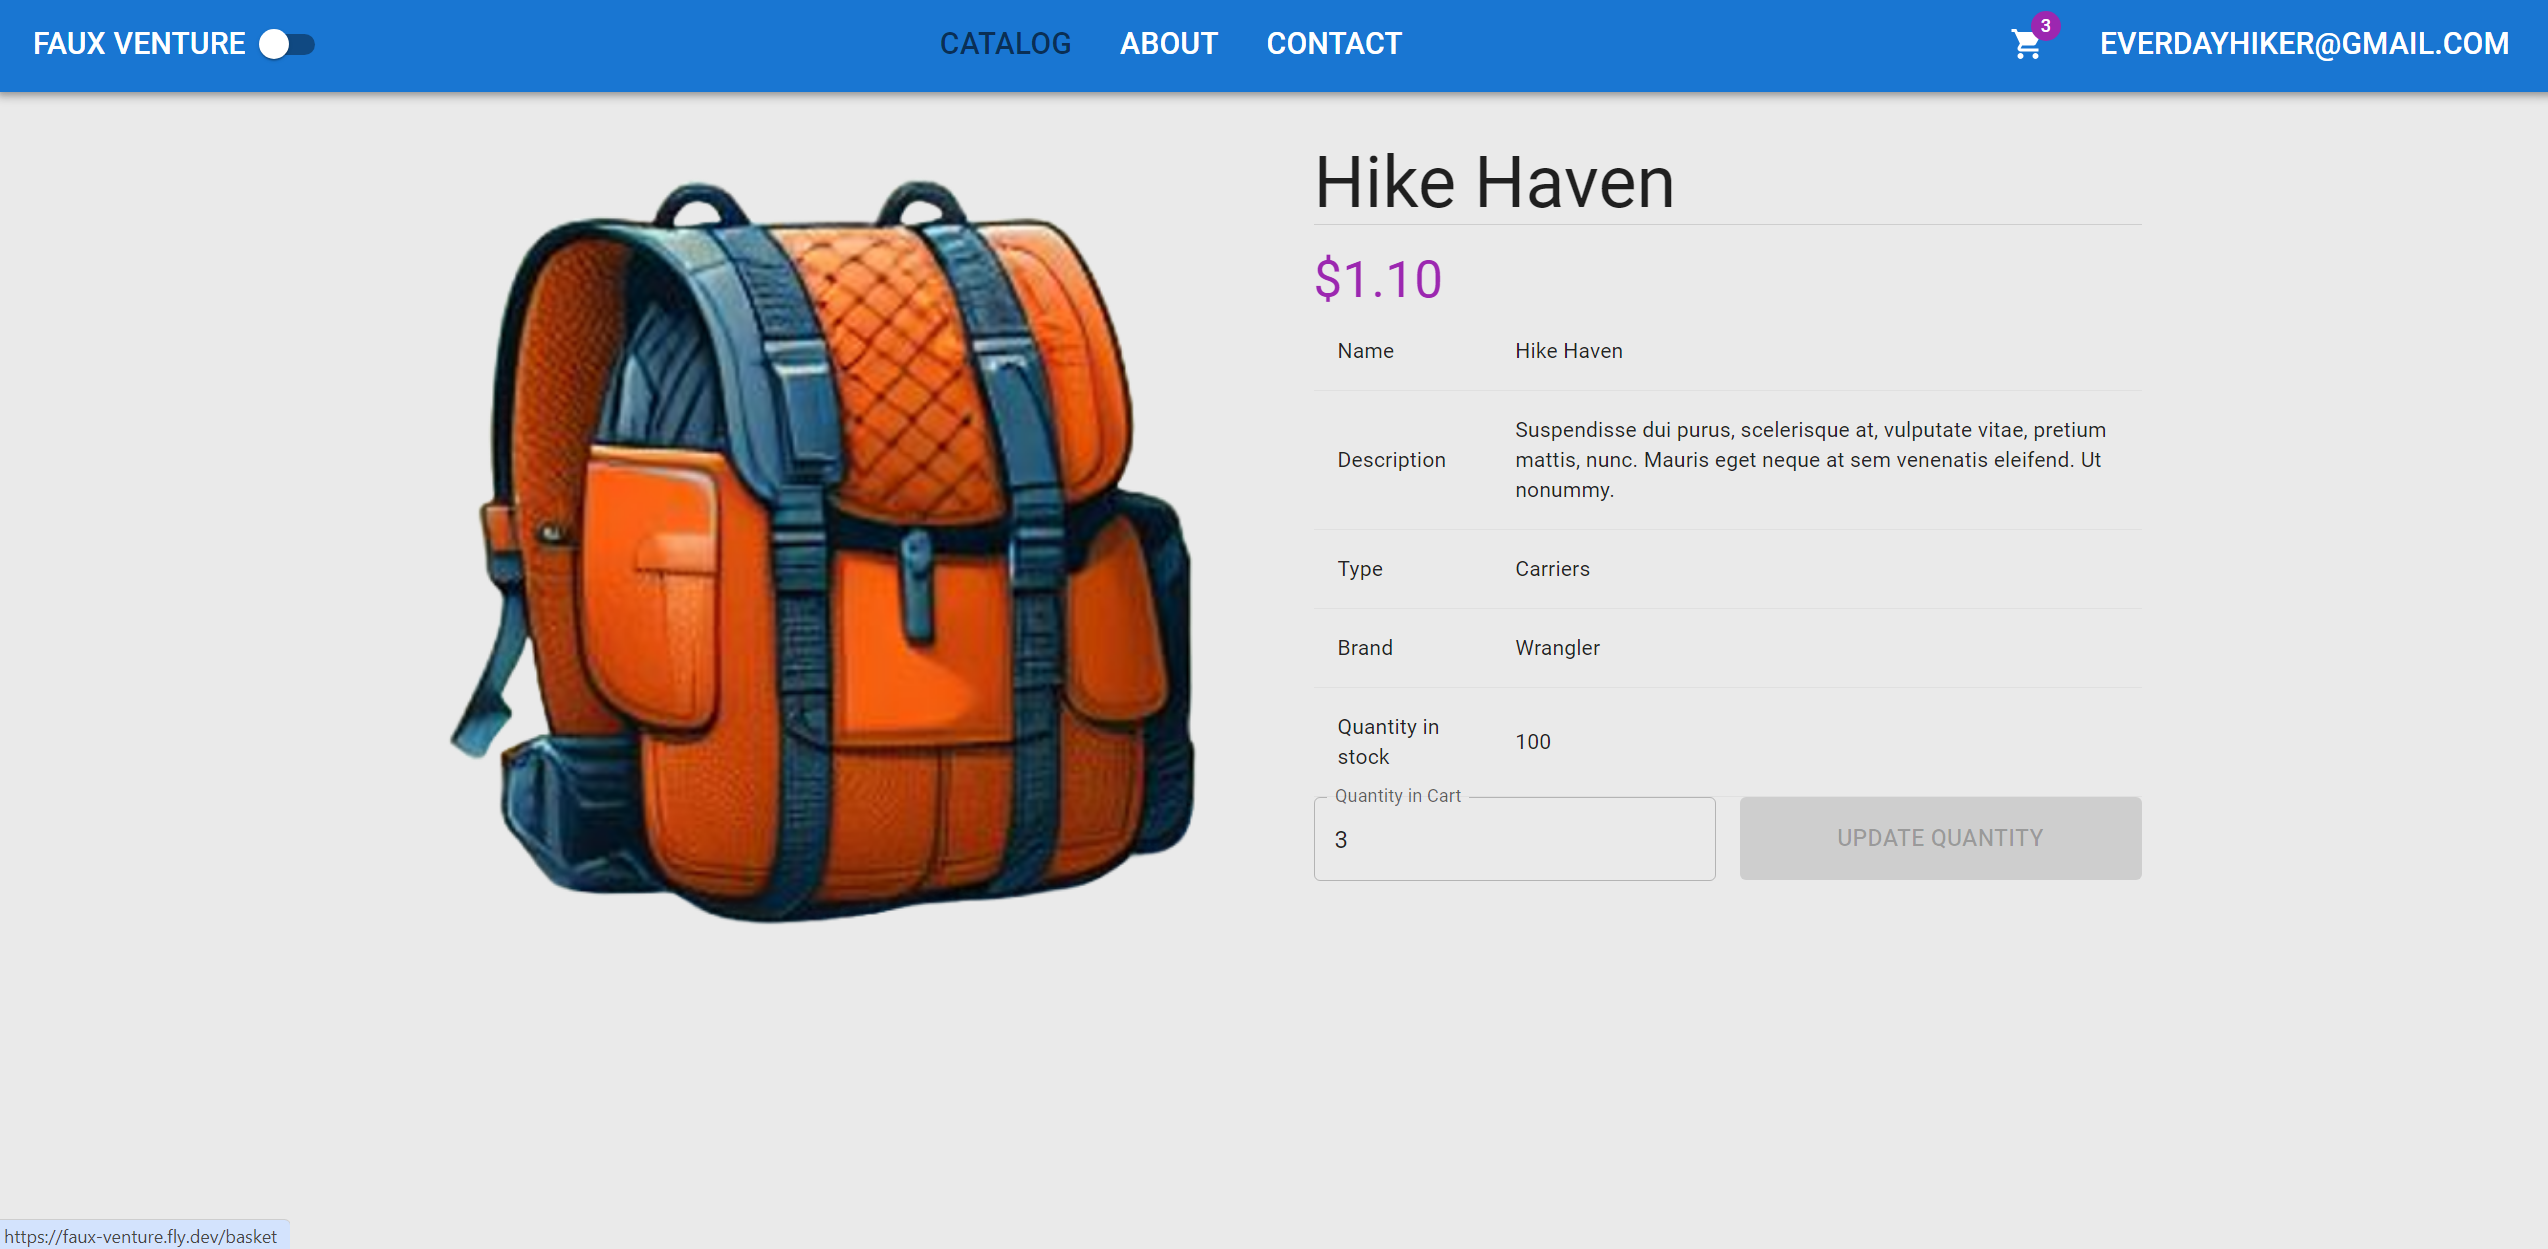 FAUX VENTURE
CATALOG
ABOUT
CONTACT
3
EVERDAYHIKER@GMAIL.COM
Hike Haven
$1.10
Name
Hike Haven
Description
Suspendisse dui purus, scelerisque at, vulputate vitae, pretium
mattis, nunc. Mauris eget neque at sem venenatis eleifend. Ut
nonummy.
Type
Carriers
Brand
Wrangler
Quantity in
stock
100
Quantity in Cart
3
UPDATE QUANTITY
https://faux-venture.fly.dev/basket